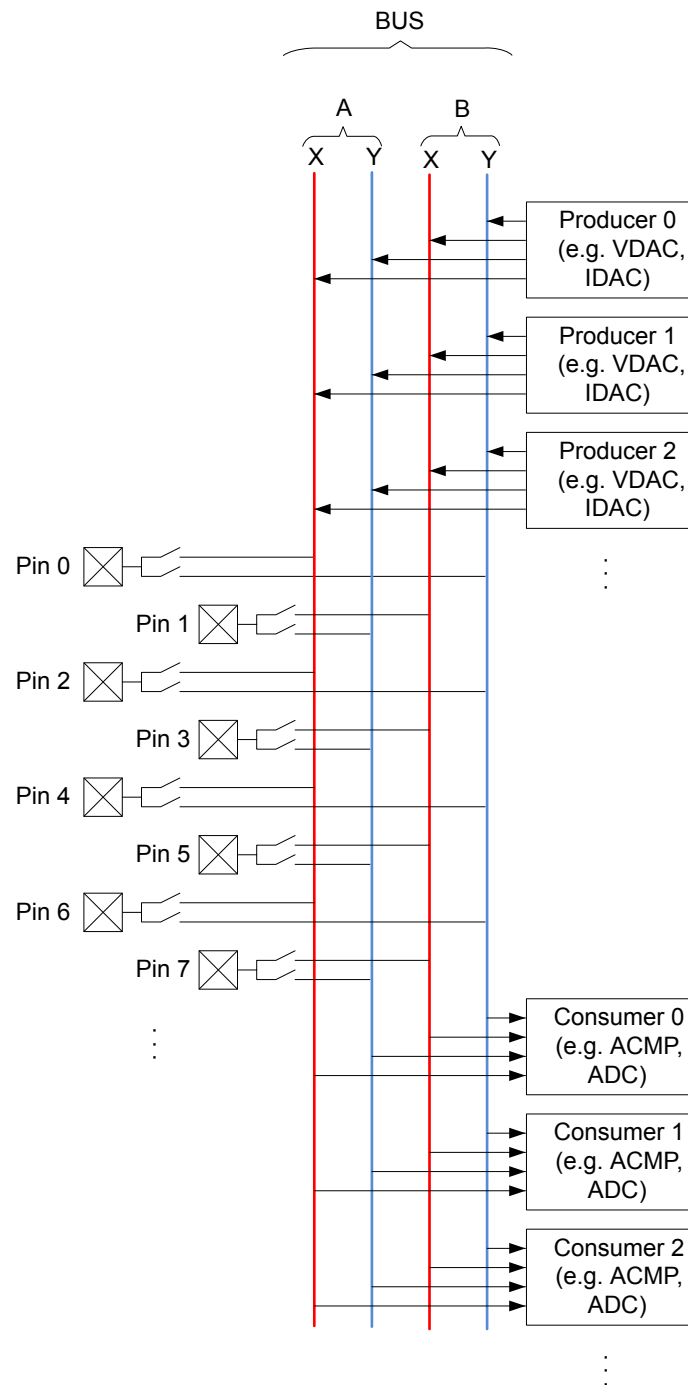 BUS
A
B
X
Y
X
Y
Producer 0
(e.g. VDAC,
IDAC)
Producer 1
(e.g. VDAC,
IDAC)
Producer 2
(e.g. VDAC,
IDAC)
Pin 0
Pin 1
Pin 2
Pin 3
Pin 4
Pin 5
Pin 6
Pin 7
Consumer 0
(e.g. ACMP,
ADC)
Consumer 1
(e.g. ACMP,
ADC)
Consumer 2
(e.g. ACMP,
ADC)